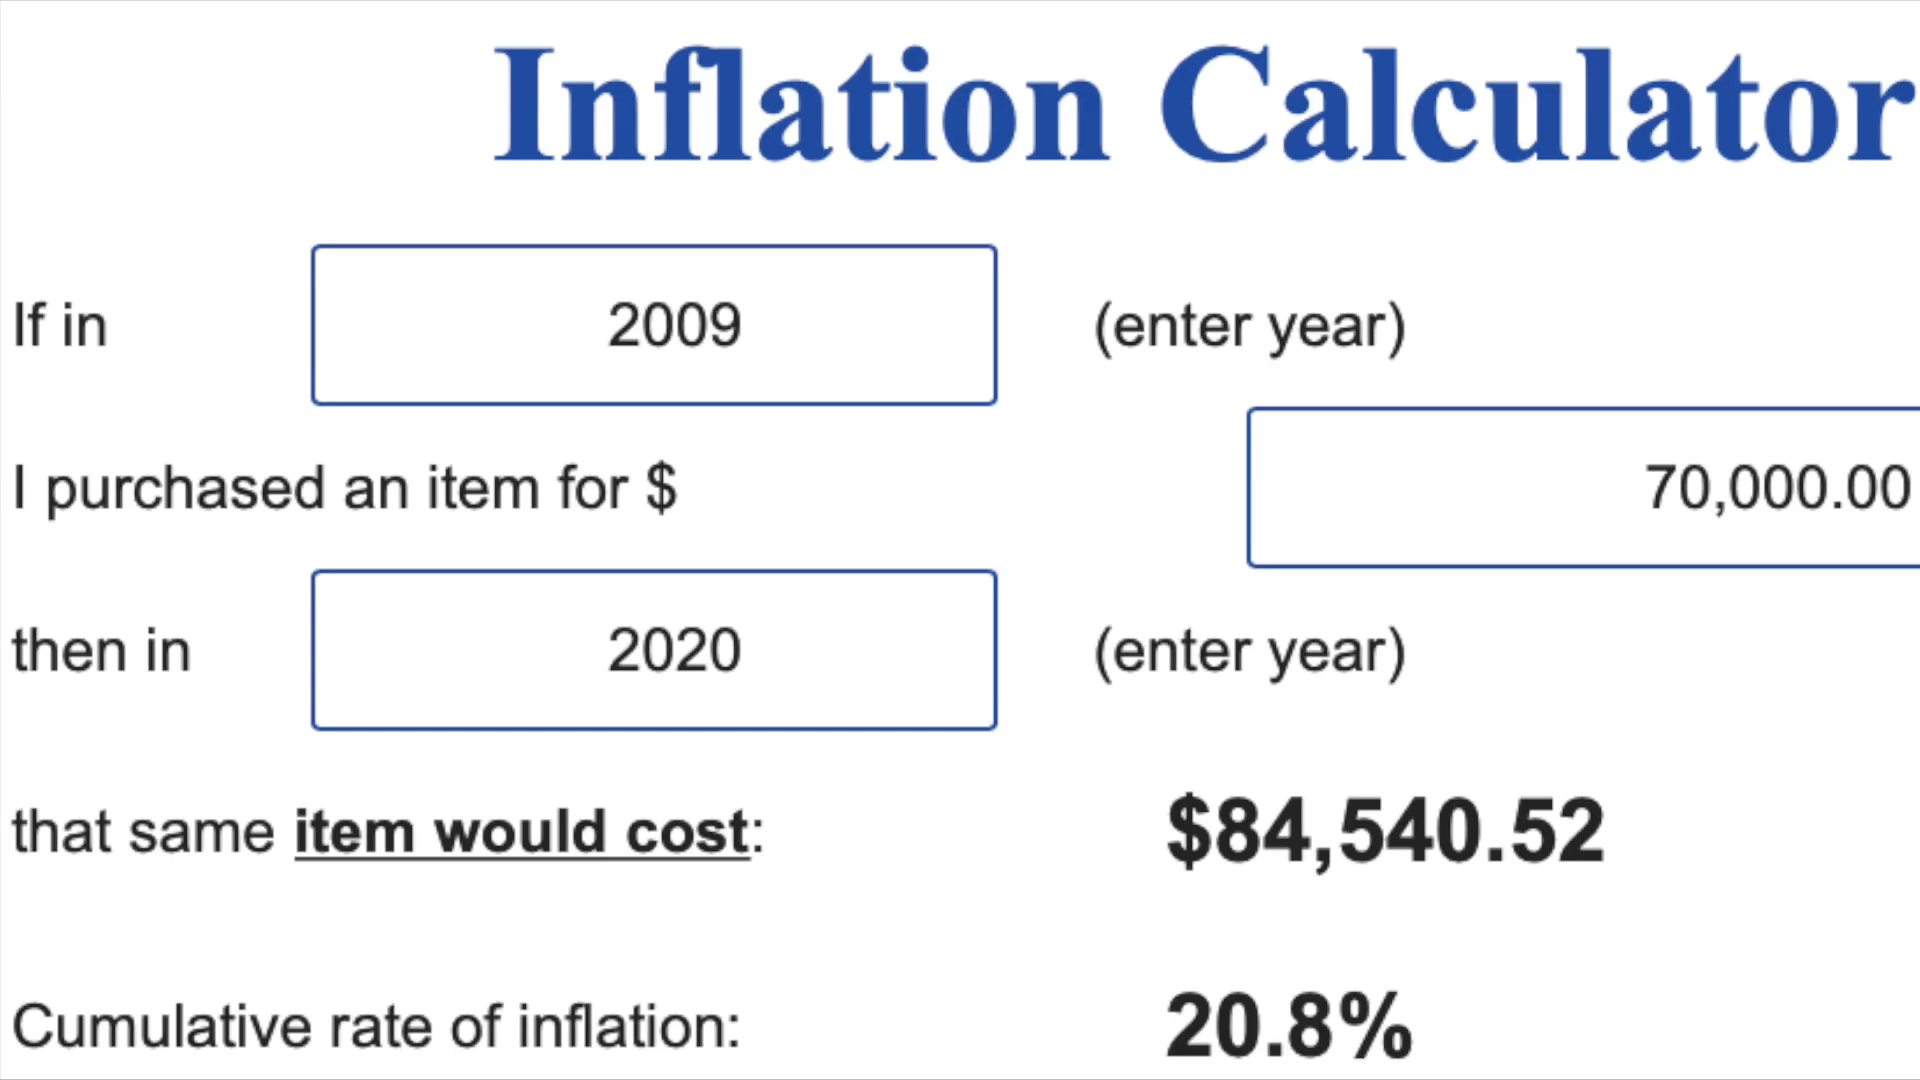 Inflation Calculator
If in 2009 (enter year)
I purchased an item for $ 70,000.00
then in 2020 (enter year)
that same item would cost: $84,540.52
Cumulative rate of inflation: 20.8%